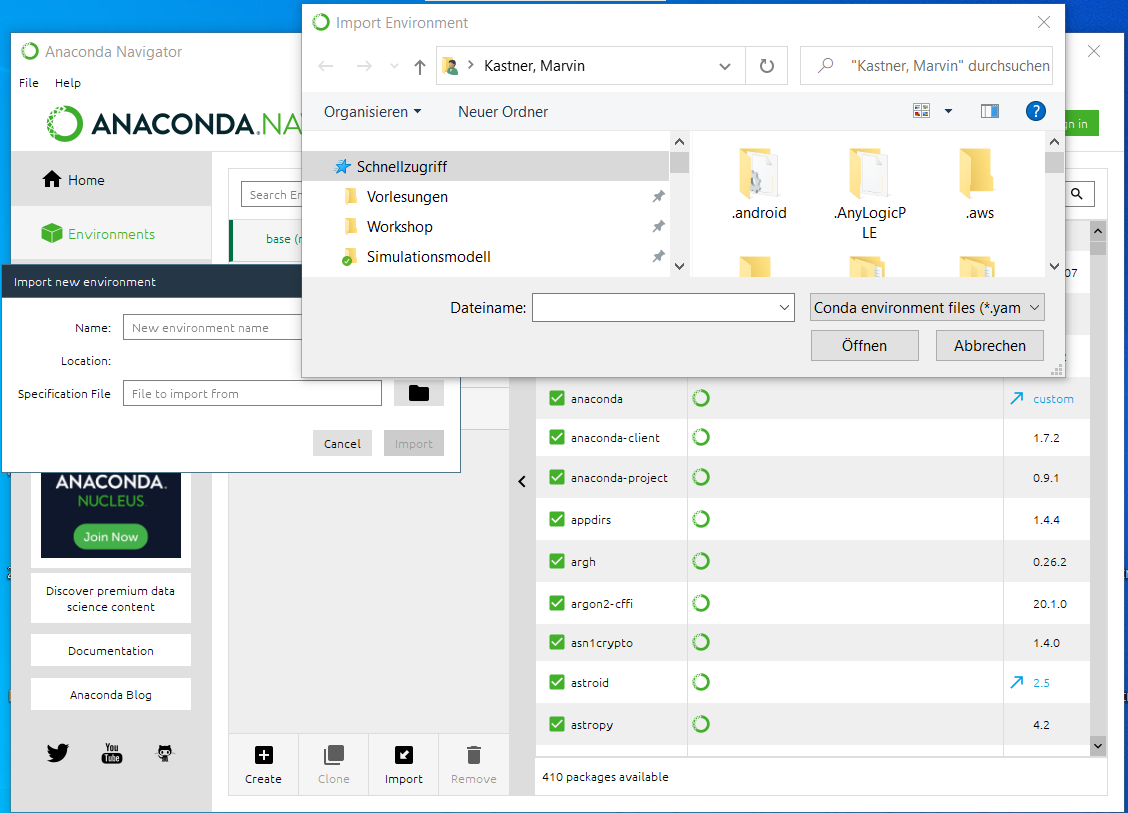 Import Environment
Anaconda Navigator
Kastner, Marvin
"Kastner, Marvin" durchsuchen
File Help
Organisieren
Neuer Ordner
?
ANACONDA.NA
in
Schnellzugriff
Vorlesungen
Workshop
Simulationsmodell
.android
.AnyLogicP
LE
.aws
Home
Search En
Environments
base (r
07
Import new environment
Dateiname:
Conda environment files (*.yam
Öffnen
Abbrechen
Name:
New environment name
Location:
Specification File
File to import from
Cancel
Import
anaconda
custom
anaconda-client
1.7.2
anaconda-project
0.9.1
appdirs
1.4.4
argh
0.26.2
argon2-cffi
20.1.0
asn1crypto
1.4.0
astroid
2.5
astropy
4.2
ANACONDA.
NUCLEUS
Join Now
Discover premium data
science content
Documentation
Anaconda Blog
You
Tube
Create
Clone
Import
Remove
410 packages available